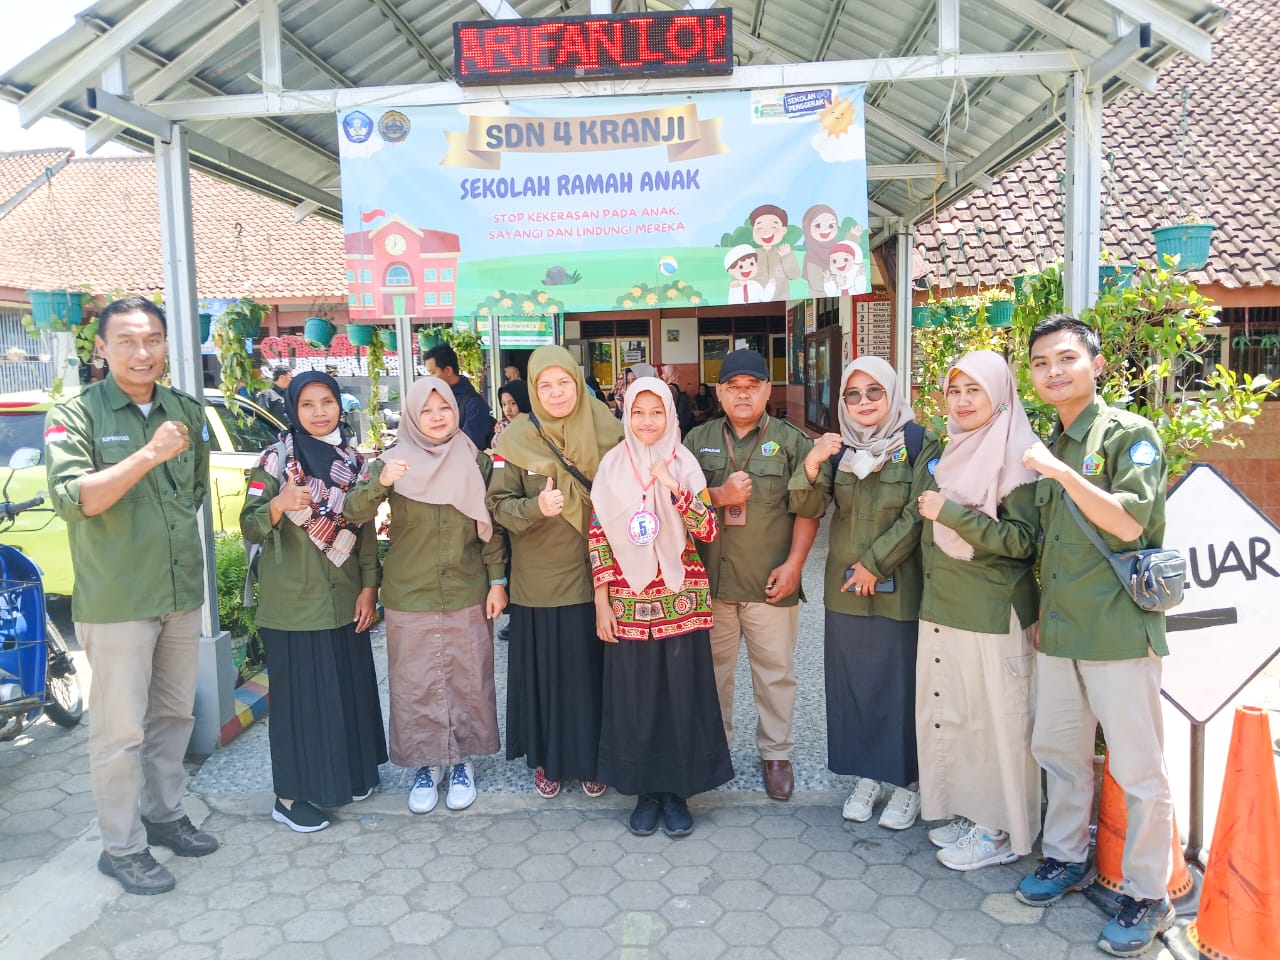 ARIFAN LOM
SDN 4 KRANJI
SEKOLAH PENGGERAK
SEKOLAH RAMAH ANAK
STOP KEKERASAN PADA ANAK,
SAYANGI DAN LINDUNGI MEREKA
5
LUAR